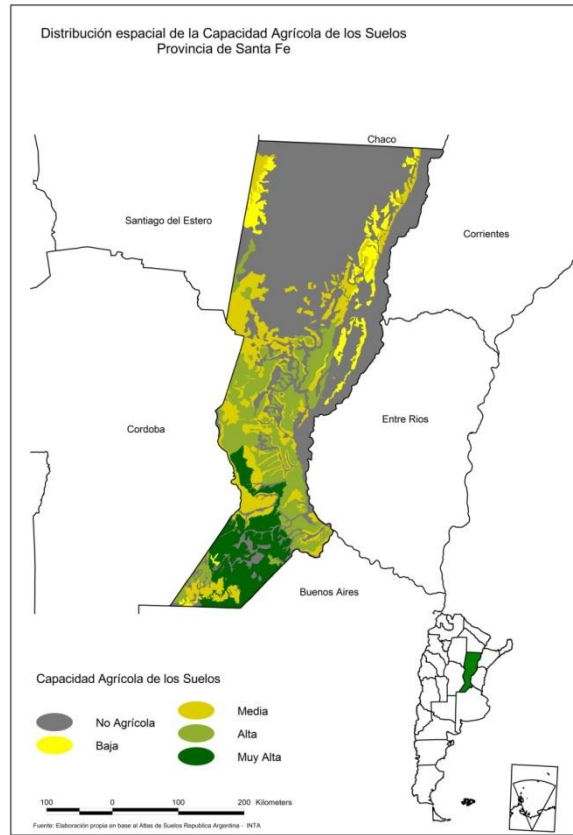 Distribución espacial de la Capacidad Agrícola de los Suelos
Provincia de Santa Fe
Chaco
Santiago del Estero
Corrientes
Cordoba
Entre Rios
Buenos Aires
Capacidad Agrícola de los Suelos
No Agrícola
Baja
Media
Alta
Muy Alta
100 0 100 200 Kilometers
Fuente: Elaboración propia en base al Atlas de Suelos Republica Argentina - INTA